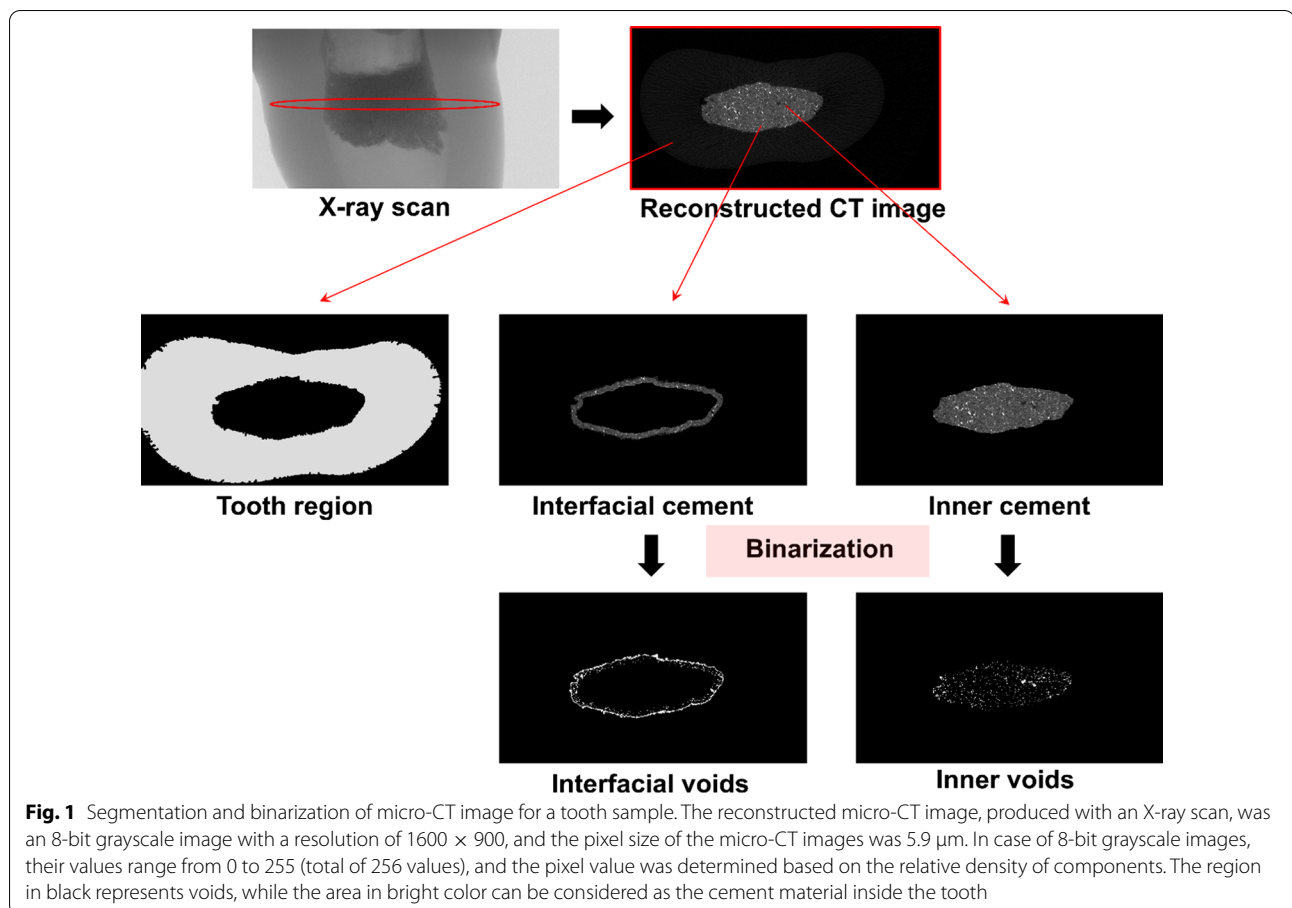 X-ray scan
Reconstructed CT image
Tooth region
Interfacial cement
Inner cement
Binarization
Interfacial voids
Inner voids
Fig. 1 Segmentation and binarization of micro-CT image for a tooth sample. The reconstructed micro-CT image, produced with an X-ray scan, was
an 8-bit grayscale image with a resolution of 1600 × 900, and the pixel size of the micro-CT images was 5.9 μm. In case of 8-bit grayscale images,
their values range from 0 to 255 (total of 256 values), and the pixel value was determined based on the relative density of components. The region
in black represents voids, while the area in bright color can be considered as the cement material inside the tooth